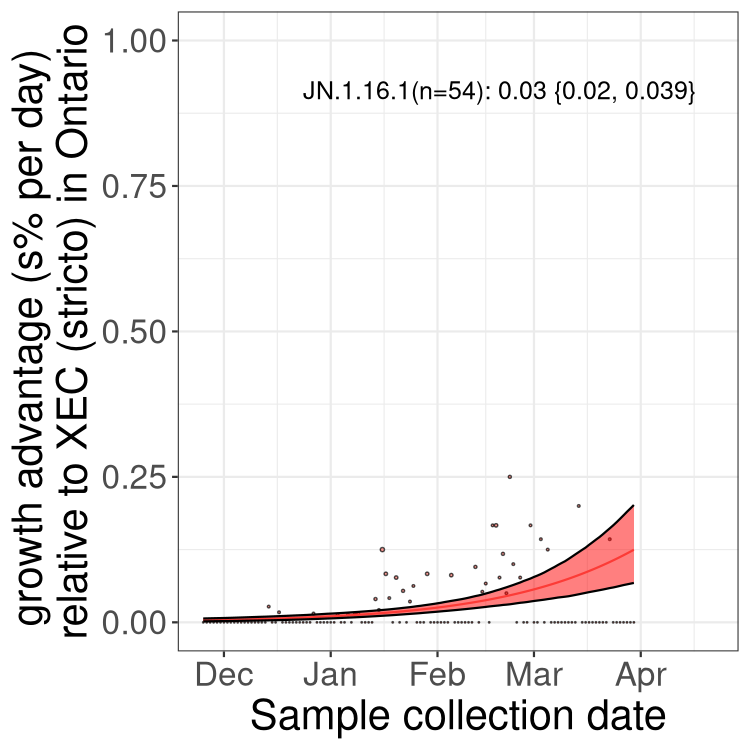 growth advantage (s% per day)
relative to XEC (stricto) in Ontario
1.00
0.75
0.50
0.25
0.00
JN.1.16.1(n=54): 0.03 {0.02, 0.039}
Dec Jan Feb Mar Apr
Sample collection date